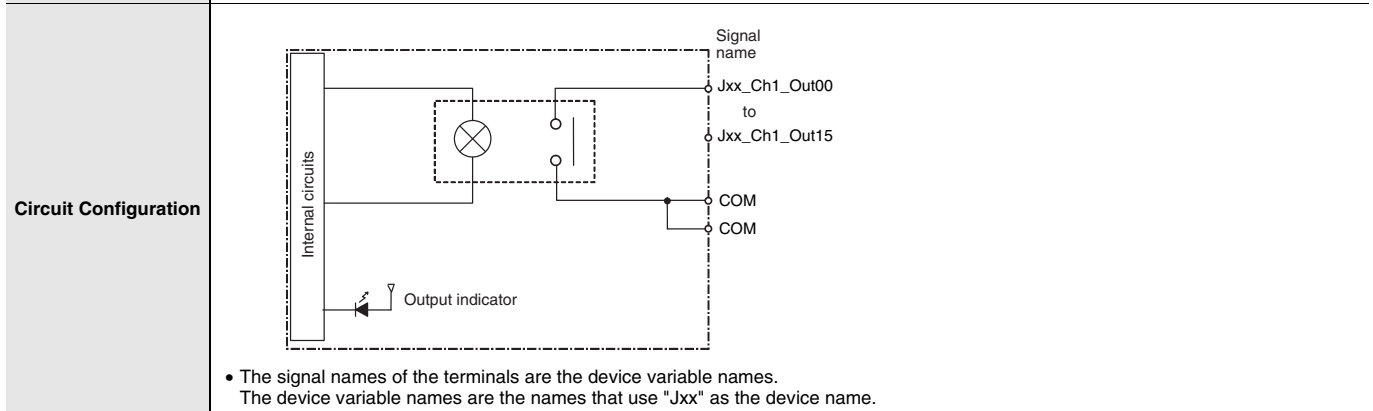 Circuit Configuration
Signal
name
Jxx_Ch1_Out00
to
Jxx_Ch1_Out15
Internal circuits
COM
COM
Output indicator
• The signal names of the terminals are the device variable names.
The device variable names are the names that use "Jxx" as the device name.